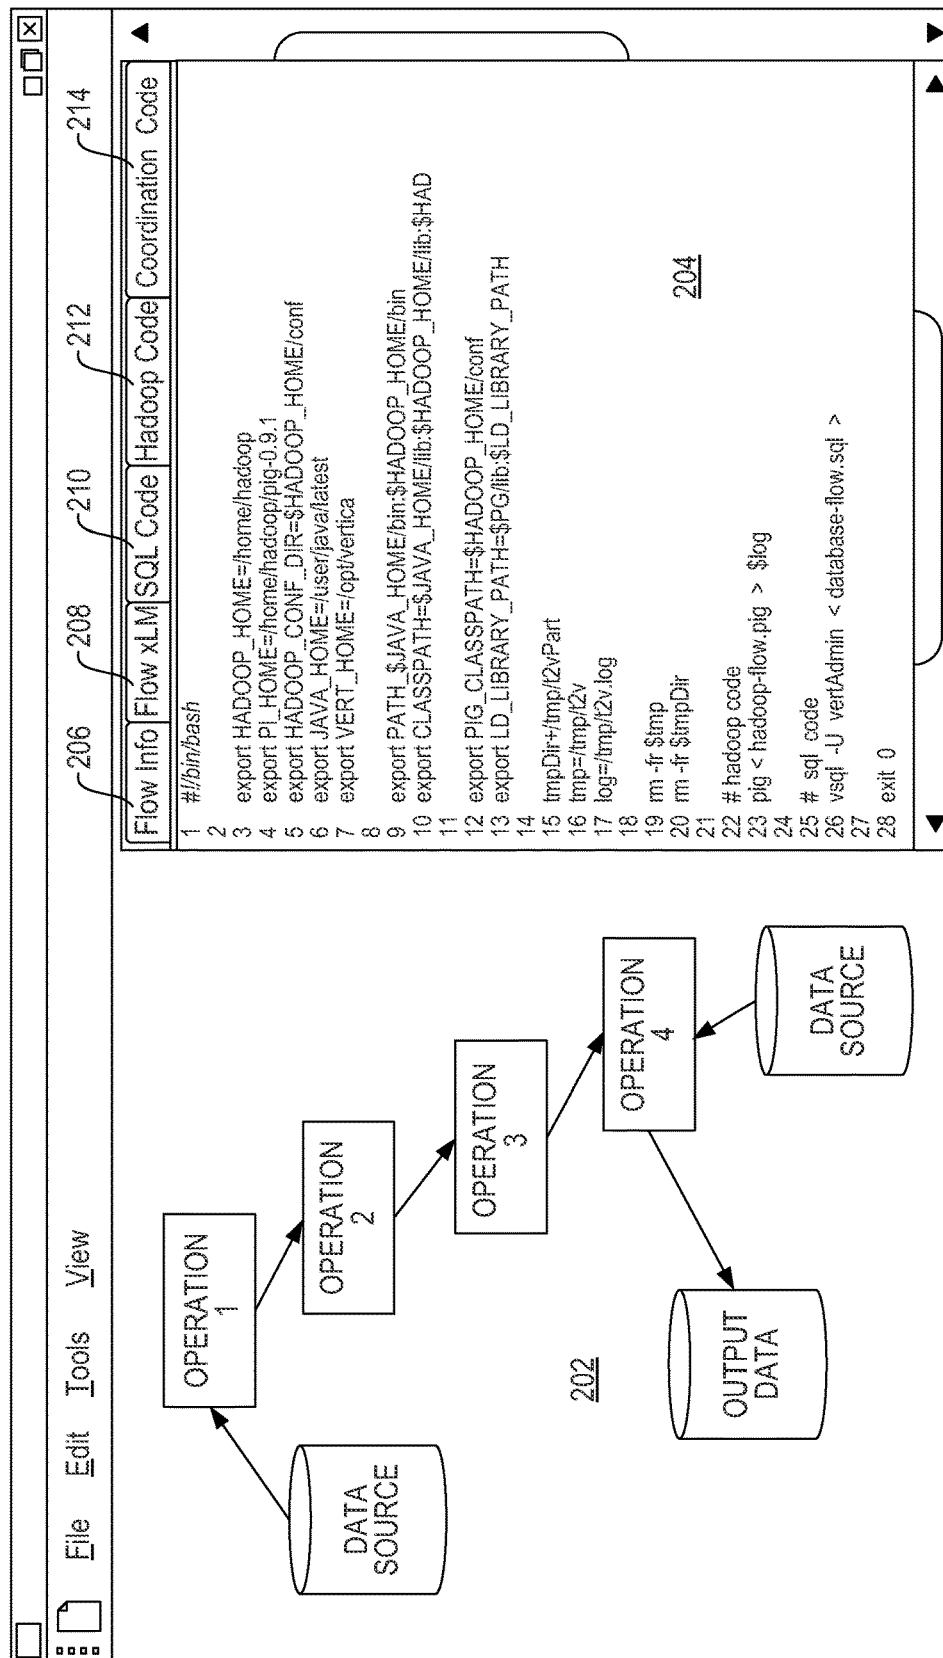 File Edit Tools View
206 208 210 212 214
Flow Info Flow xLM SQL Code Hadoop Code Coordination Code
1 #!/bin/bash
2
3 export HADOOP_HOME=/home/hadoop
4 export PI_HOME=/home/hadoop/pig-0.9.1
5 export HADOOP_CONF_DIR=$HADOOP_HOME/conf
6 export JAVA_HOME=/user/java/latest
7 export VERT_HOME=/opt/vertica
8
9 export PATH_$JAVA_HOME/bin:$HADOOP_HOME/bin
10 export CLASSPATH=$JAVA_HOME/lib:$HADOOP_HOME/lib:$HAD
11
12 export PIG_CLASSPATH=$HADOOP_HOME/conf
13 export LD_LIBRARY_PATH=$PG/lib:$LD_LIBRARY_PATH
14
15 tmpDir+/tmp/t2vPart
16 tmp=/tmp/t2v
17 log=/tmp/t2v.log
18
19 rm -fr $tmp
20 rm -fr $tmpDir
21
22 # hadoop code
23 pig < hadoop-flow.pig > $log
24
25 # sql code
26 vsql -U vertAdmin < database-flow.sql >
27
28 exit 0
204
DATA
SOURCE
OPERATION
1
OPERATION
2
OPERATION
3
OPERATION
4
DATA
SOURCE
OUTPUT
DATA
202